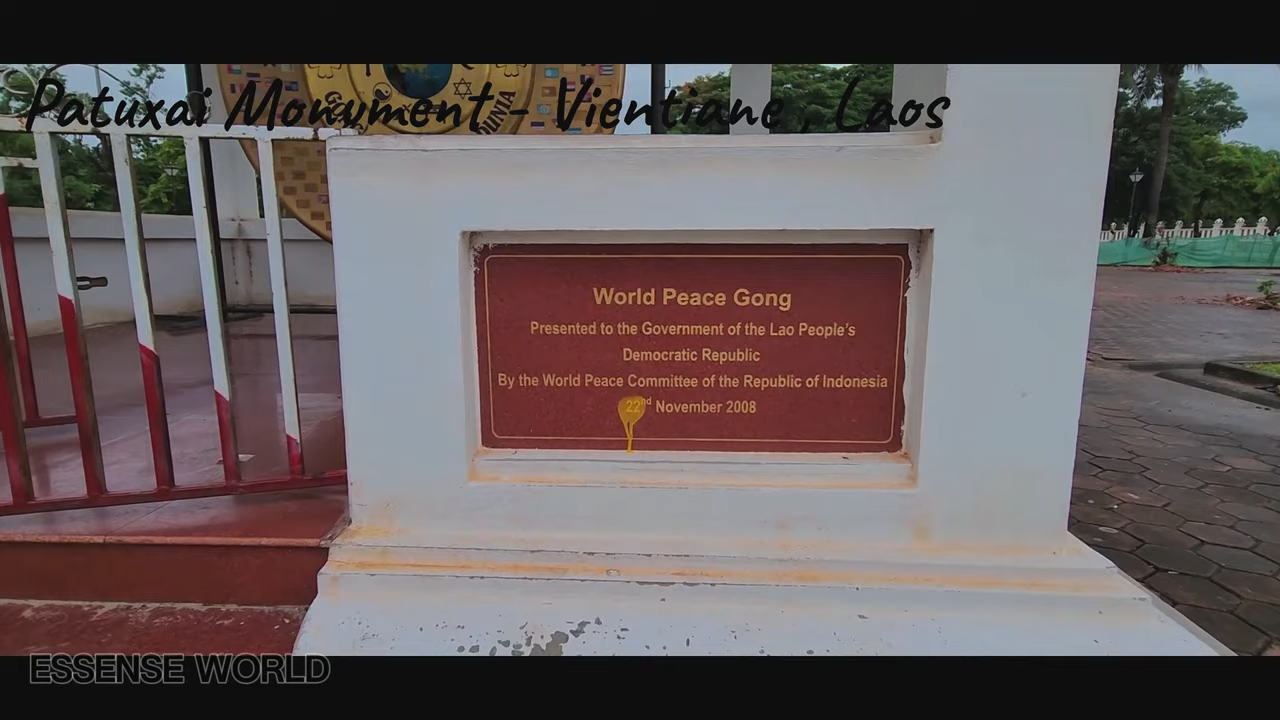 Patuxai Monument - Vientiane , Laos
DUNIA
World Peace Gong
Presented to the Government of the Lao People's
Democratic Republic
By the World Peace Committee of the Republic of Indonesia
22nd November 2008
ESSENSE WORLD